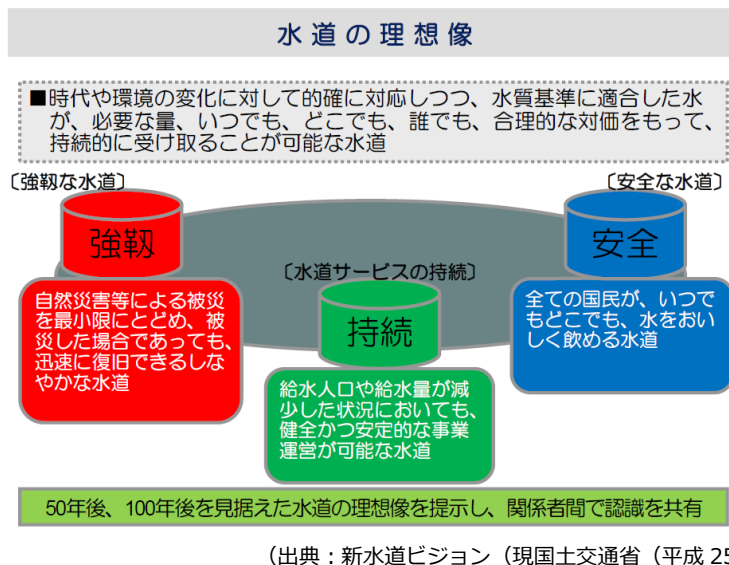 水道の理想像
■時代や環境の変化に対して的確に対応しつつ、水質基準に適合した水
が、必要な量、いつでも、どこでも、誰でも、合理的な対価をもって、
持続的に受け取ることが可能な水道
〔強靱な水道〕
〔安全な水道〕
強靱
安全
〔水道サービスの持続〕
持続
自然災害等による被災
を最小限にとどめ、被
災した場合であっても、
迅速に復旧できるしな
やかな水道
全ての国民が、いつで
もどこでも、水をおい
しく飲める水道
給水人口や給水量が減
少した状況においても、
健全かつ安定的な事業
運営が可能な水道
50年後、100年後を見据えた水道の理想像を提示し、関係者間で認識を共有
（出典：新水道ビジョン（現国土交通省（平成 25